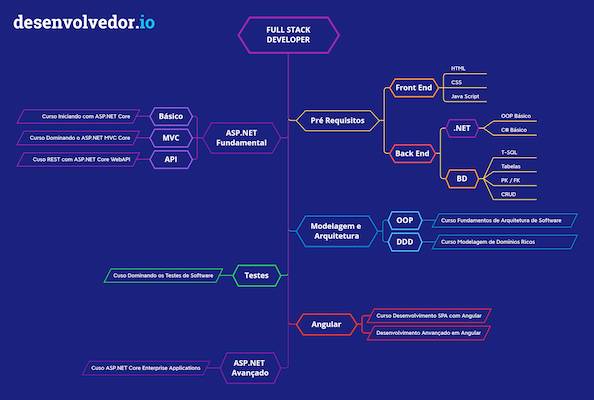 desenvolvedor.io
FULL STACK
DEVELOPER
Pré Requisitos
Front End
HTML
CSS
Java Script
Back End
.NET
OOP Básico
C# Básico
BD
T-SQL
Tabelas
PK / FK
CRUD
ASP.NET
Fundamental
Básico
Curso Iniciando com ASP.NET Core
MVC
Curso Dominando o ASP.NET MVC Core
API
Cuso REST com ASP.NET Core WebAPI
Modelagem e
Arquitetura
OOP
Curso Fundamentos de Arquitetura de Software
DDD
Curso Modelagem de Domínios Ricos
Testes
Cuso Dominando os Testes de Software
Angular
Curso Desenvolvimento SPA com Angular
Desenvolvimento Anvançado em Angular
ASP.NET
Avançado
Cuso ASP.NET Core Enterprise Applications